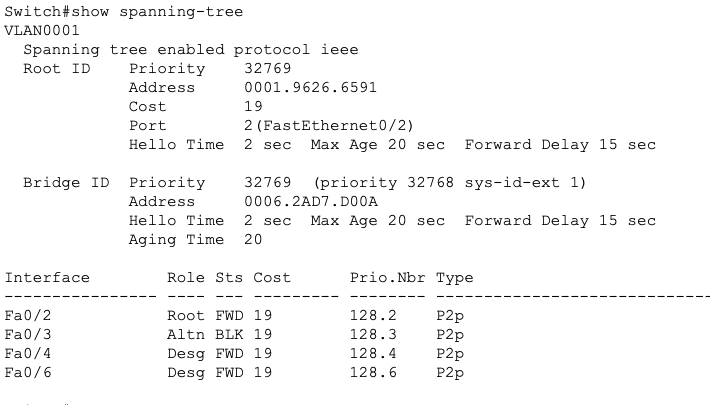 Switch#show spanning-tree
VLAN0001
  Spanning tree enabled protocol ieee
  Root ID    Priority    32769
             Address     0001.9626.6591
             Cost        19
             Port        2(FastEthernet0/2)
             Hello Time  2 sec  Max Age 20 sec  Forward Delay 15 sec

  Bridge ID  Priority    32769  (priority 32768 sys-id-ext 1)
             Address     0006.2AD7.D00A
             Hello Time  2 sec  Max Age 20 sec  Forward Delay 15 sec
             Aging Time  20

Interface        Role Sts Cost      Prio.Nbr Type
---------------- ---- --- --------- -------- -----------------------------
Fa0/2            Root FWD 19        128.2    P2p
Fa0/3            Altn BLK 19        128.3    P2p
Fa0/4            Desg FWD 19        128.4    P2p
Fa0/6            Desg FWD 19        128.6    P2p